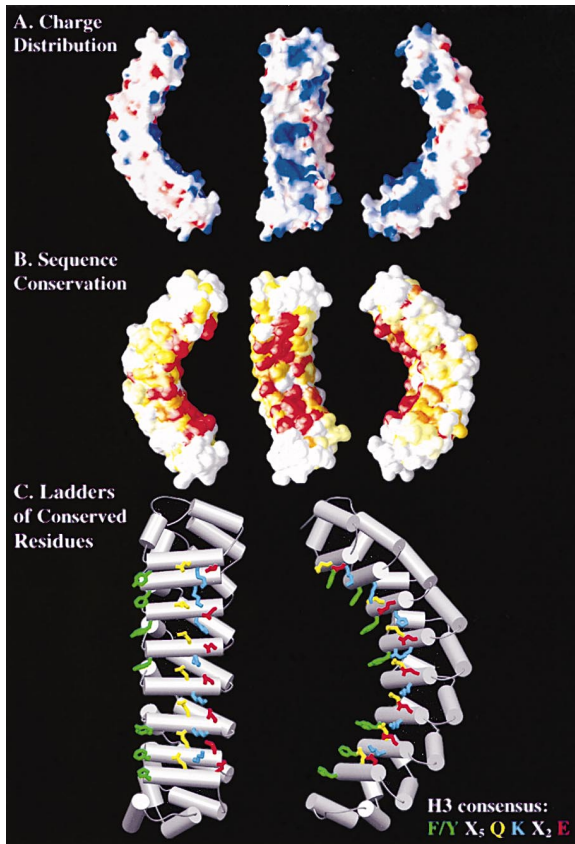 A. Charge
Distribution
B. Sequence
Conservation
C. Ladders
of Conserved
Residues
H3 consensus:
F/Y X₅ Q K X₂ E